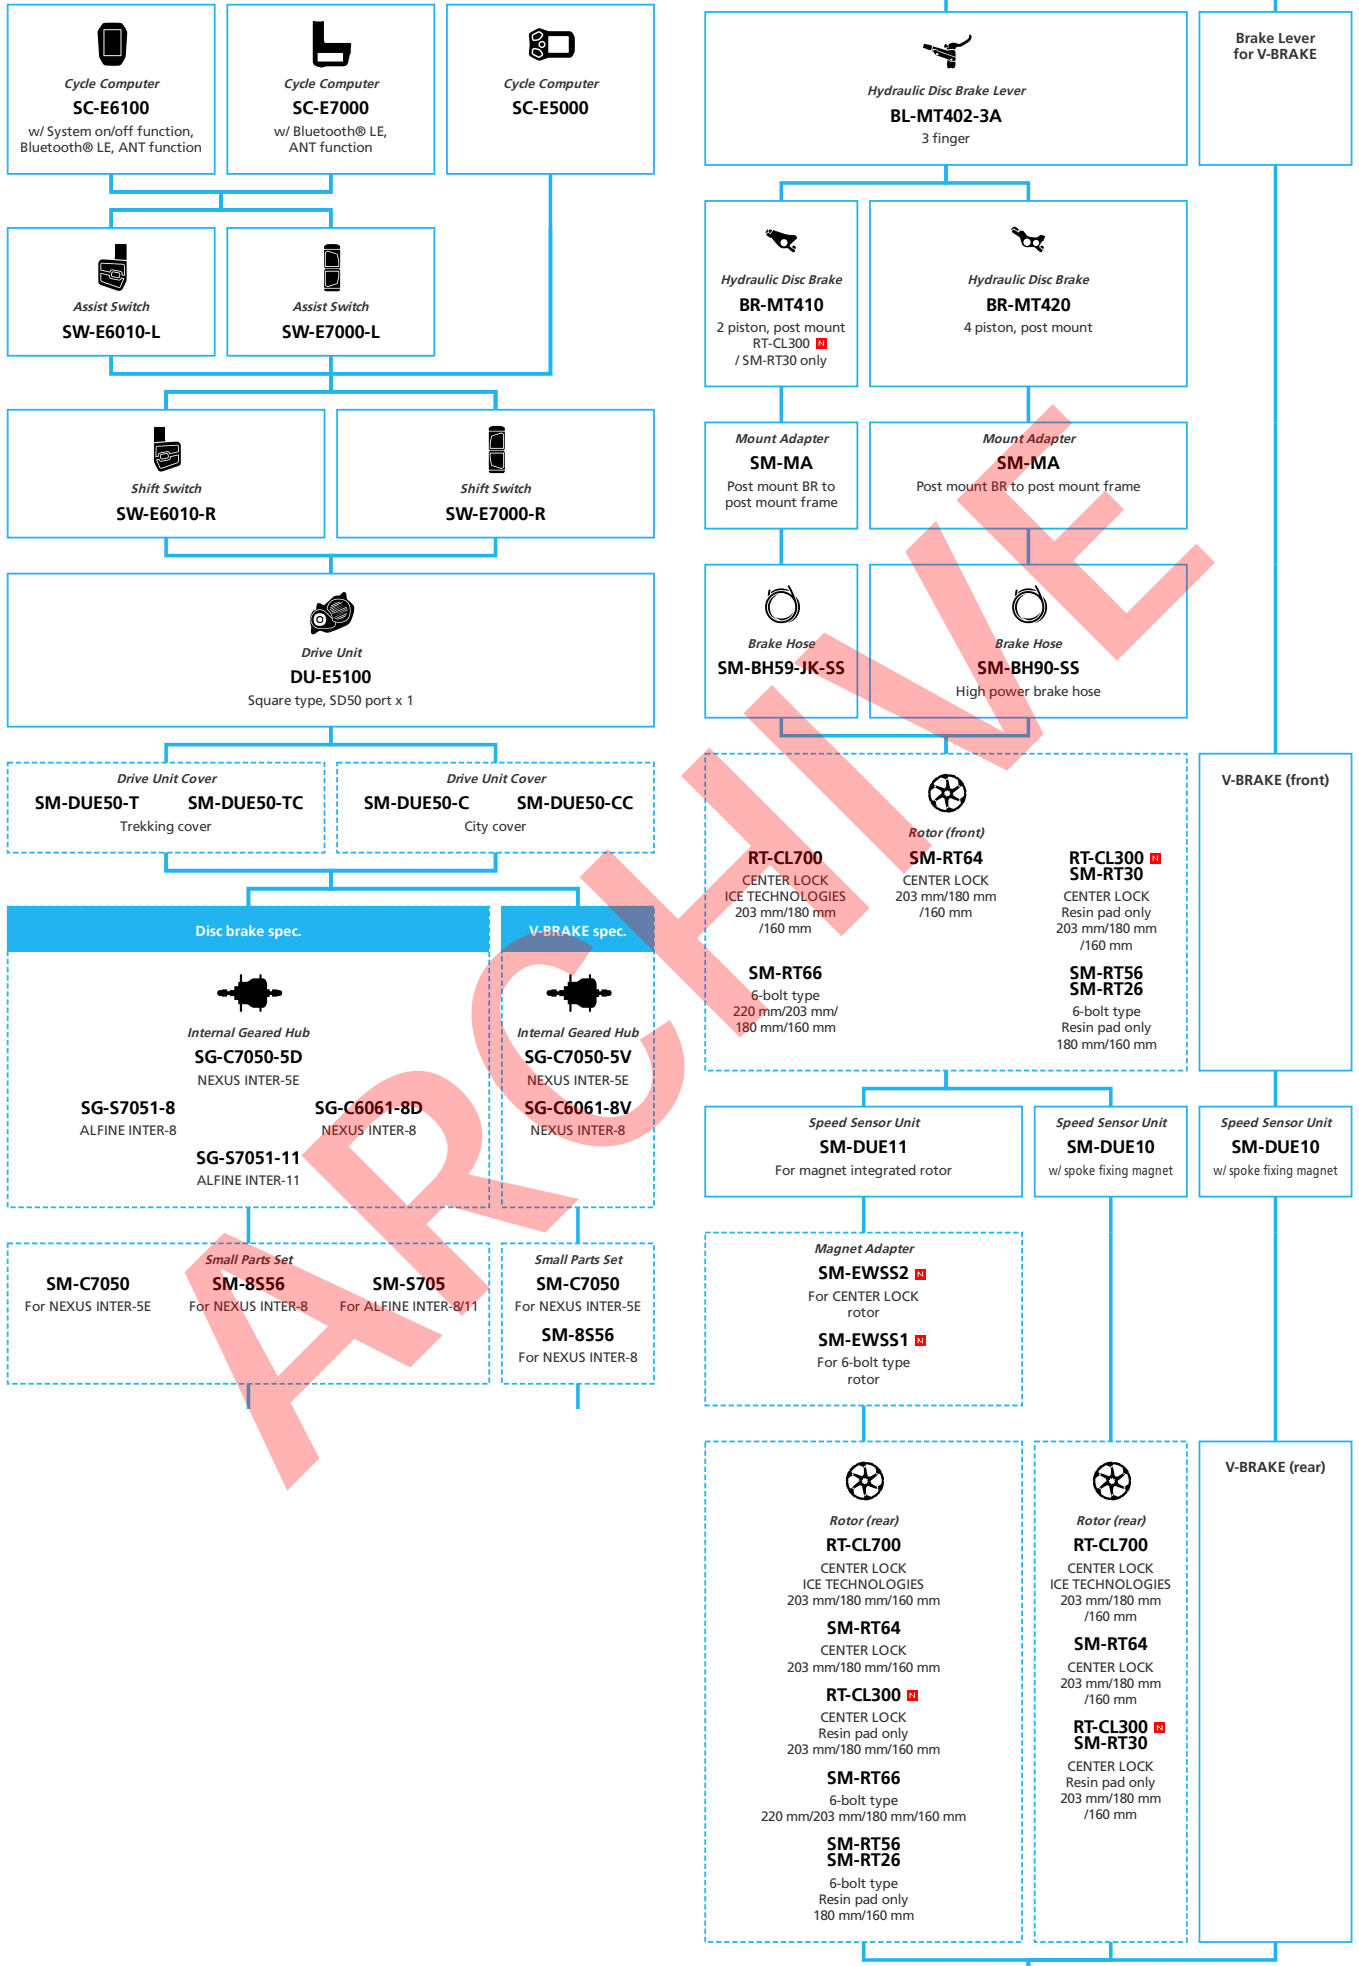 Cycle Computer
SC-E6100
w/ System on/off function,
Bluetooth® LE, ANT function
Cycle Computer
SC-E7000
w/ Bluetooth® LE,
ANT function
Cycle Computer
SC-E5000
Assist Switch
SW-E6010-L
Assist Switch
SW-E7000-L
Shift Switch
SW-E6010-R
Shift Switch
SW-E7000-R
Drive Unit
DU-E5100
Square type, SD50 port x 1
Drive Unit Cover
SM-DUE50-T SM-DUE50-TC
Trekking cover
Drive Unit Cover
SM-DUE50-C SM-DUE50-CC
City cover
Disc brake spec.
Internal Geared Hub
SG-C7050-5D
NEXUS INTER-5E
SG-S7051-8
ALFINE INTER-8
SG-C6061-8D
NEXUS INTER-8
SG-S7051-11
ALFINE INTER-11
V-BRAKE spec.
Internal Geared Hub
SG-C7050-5V
NEXUS INTER-5E
SG-C6061-8V
NEXUS INTER-8
Small Parts Set
SM-C7050
For NEXUS INTER-5E
SM-8S56
For NEXUS INTER-8
SM-S705
For ALFINE INTER-8/11
Small Parts Set
SM-C7050
For NEXUS INTER-5E
SM-8S56
For NEXUS INTER-8
Hydraulic Disc Brake Lever
BL-MT402-3A
3 finger
Brake Lever
for V-BRAKE
Hydraulic Disc Brake
BR-MT410
2 piston, post mount
RT-CL300 N
/ SM-RT30 only
Hydraulic Disc Brake
BR-MT420
4 piston, post mount
Mount Adapter
SM-MA
Post mount BR to
post mount frame
Mount Adapter
SM-MA
Post mount BR to post mount frame
Brake Hose
SM-BH59-JK-SS
Brake Hose
SM-BH90-SS
High power brake hose
Rotor (front)
RT-CL700
CENTER LOCK
ICE TECHNOLOGIES
203 mm/180 mm
/160 mm
SM-RT64
CENTER LOCK
203 mm/180 mm
/160 mm
RT-CL300 N
SM-RT30
CENTER LOCK
Resin pad only
203 mm/180 mm
/160 mm
SM-RT66
6-bolt type
220 mm/203 mm/
180 mm/160 mm
SM-RT56
SM-RT26
6-bolt type
Resin pad only
180 mm/160 mm
V-BRAKE (front)
Speed Sensor Unit
SM-DUE11
For magnet integrated rotor
Speed Sensor Unit
SM-DUE10
w/ spoke fixing magnet
Speed Sensor Unit
SM-DUE10
w/ spoke fixing magnet
Magnet Adapter
SM-EWSS2 N
For CENTER LOCK
rotor
SM-EWSS1 N
For 6-bolt type
rotor
Rotor (rear)
RT-CL700
CENTER LOCK
ICE TECHNOLOGIES
203 mm/180 mm/160 mm
SM-RT64
CENTER LOCK
203 mm/180 mm/160 mm
RT-CL300 N
CENTER LOCK
Resin pad only
203 mm/180 mm/160 mm
SM-RT66
6-bolt type
220 mm/203 mm/180 mm/160 mm
SM-RT56
SM-RT26
6-bolt type
Resin pad only
180 mm/160 mm
Rotor (rear)
RT-CL700
CENTER LOCK
ICE TECHNOLOGIES
203 mm/180 mm
/160 mm
SM-RT64
CENTER LOCK
203 mm/180 mm
/160 mm
RT-CL300 N
SM-RT30
CENTER LOCK
Resin pad only
203 mm/180 mm
/160 mm
V-BRAKE (rear)
ARCHIVE